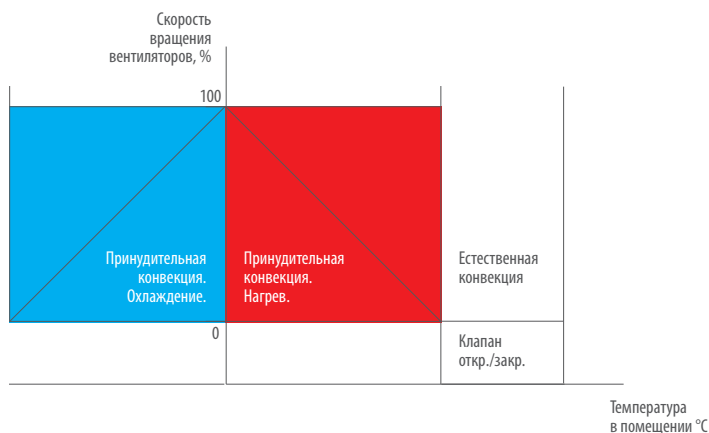 Скорость
вращения
вентиляторов, %
100
Принудительная
конвекция.
Охлаждение.
Принудительная
конвекция.
Нагрев.
Естественная
конвекция
0
Клапан
откр./закр.
Температура
в помещении °С